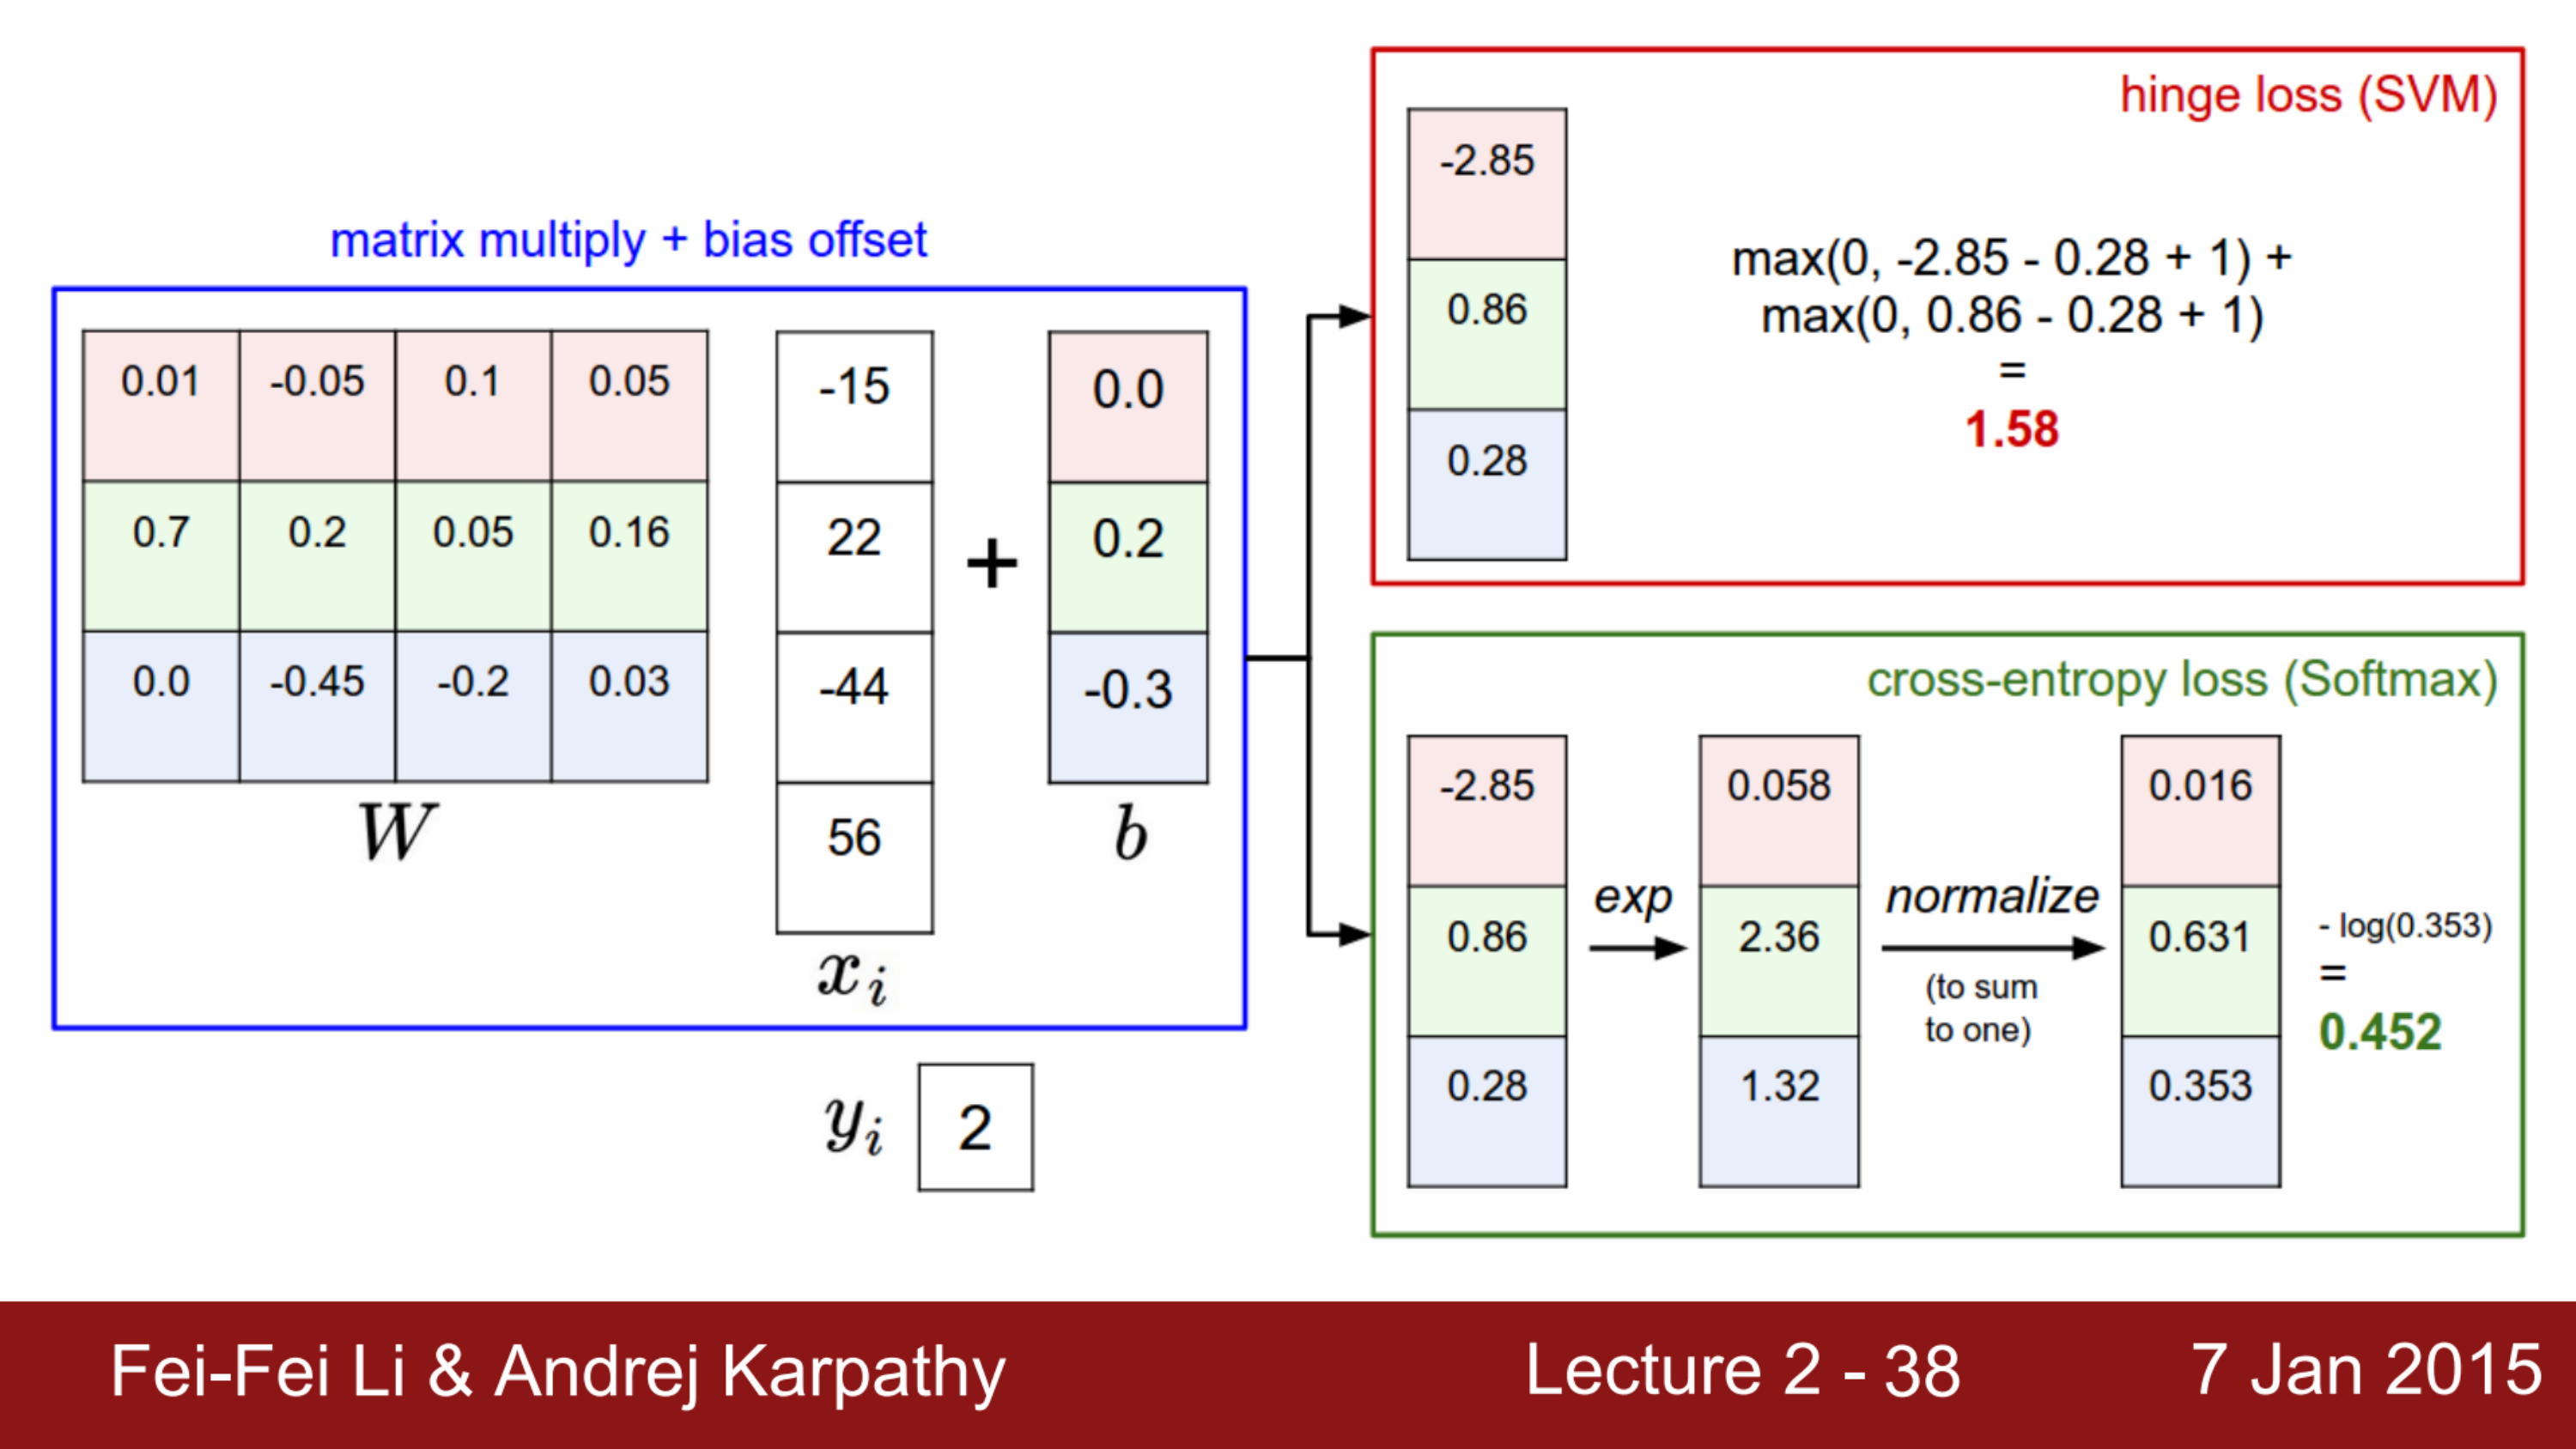 matrix multiply + bias offset
0.01 -0.05 0.1 0.05
0.7 0.2 0.05 0.16
0.0 -0.45 -0.2 0.03
W
-15
22
-44
56
x_i
+
0.0
0.2
-0.3
b
y_i 2
hinge loss (SVM)
-2.85
0.86
0.28
max(0, -2.85 - 0.28 + 1) +
max(0, 0.86 - 0.28 + 1)
=
1.58
cross-entropy loss (Softmax)
-2.85
0.86
0.28
exp
0.058
2.36
1.32
normalize
(to sum
to one)
0.016
0.631
0.353
- log(0.353)
=
0.452
Fei-Fei Li & Andrej Karpathy Lecture 2 - 38 7 Jan 2015